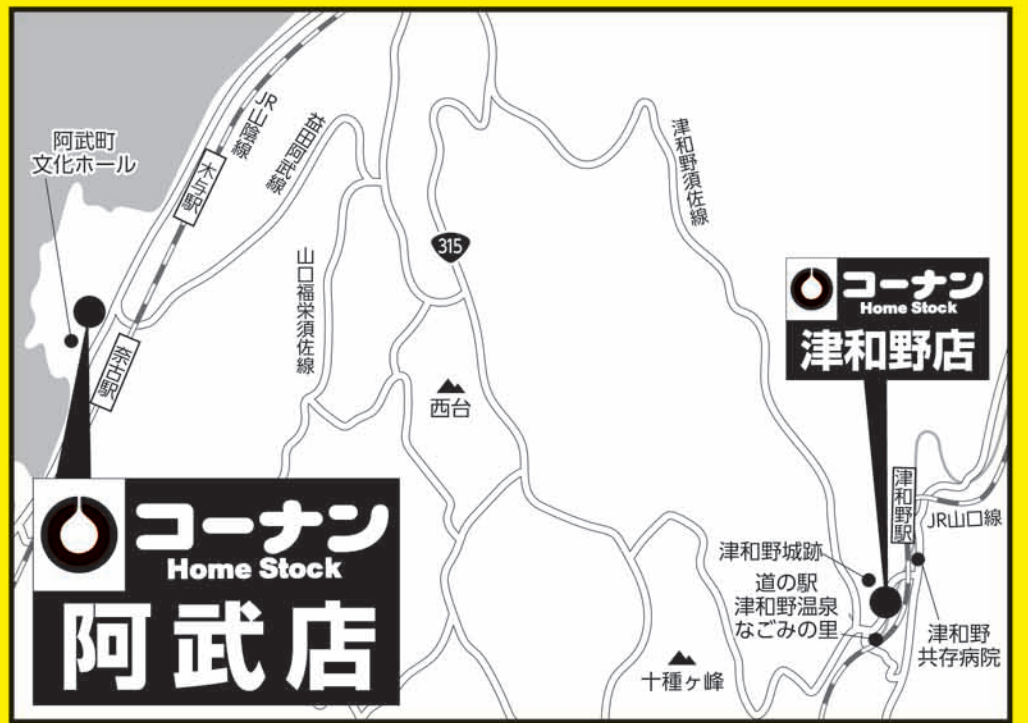 阿武町
文化ホール
JR山陰線
木与駅
益田阿武線
奈古駅
山口福栄須佐線
315
津和野須佐線
西台
コーナン
Home Stock
津和野店
津和野駅
JR山口線
津和野城跡
道の駅
津和野温泉
なごみの里
津和野
共存病院
十種ヶ峰
コーナン
Home Stock
阿武店